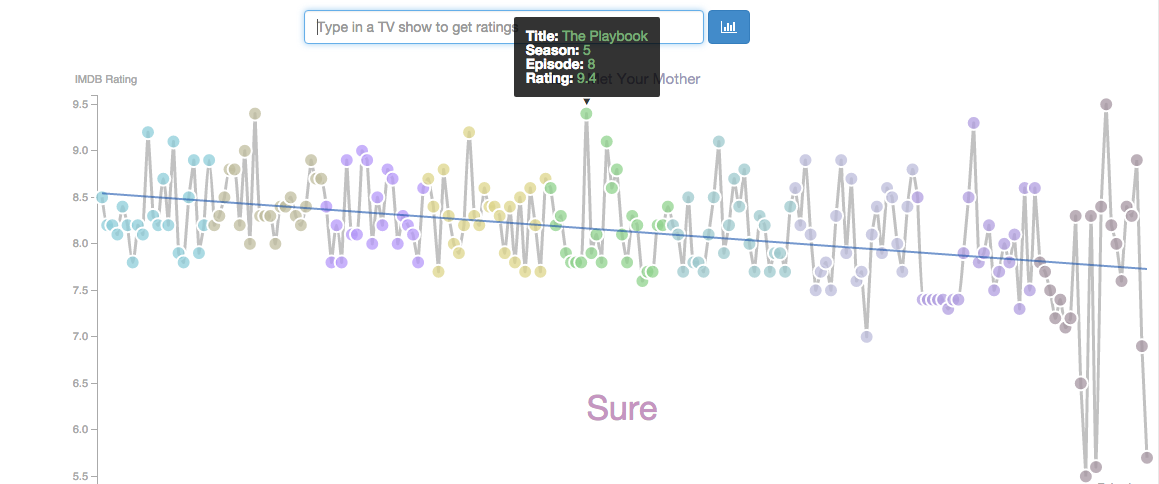 Type in a TV show to get ratings
Title: The Playbook
Season: 5
Episode: 8
Rating: 9.4
et Your Mother
IMDB Rating
9.5
9.0
8.5
8.0
7.5
7.0
6.5
6.0
5.5
Sure